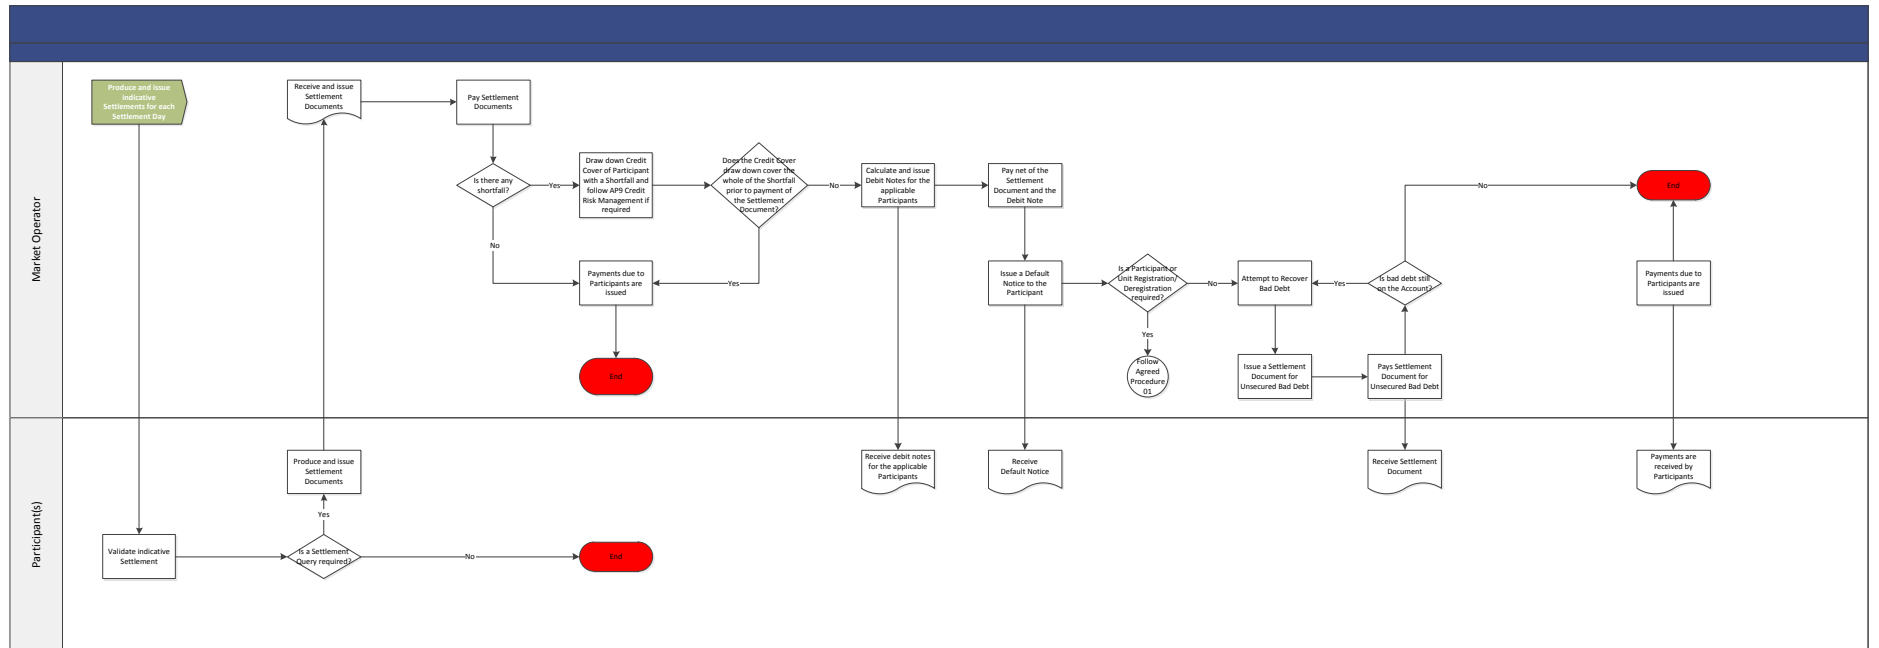 Market Operator
Produce and issue
indicative
Settlements for each
Settlement Day
Receive and issue
Settlement
Documents
Pay Settlement
Documents
Is there any
shortfall?
Yes
Draw down Credit
Cover of Participant
with a Shortfall and
follow AP9 Credit
Risk Management if
required
Does the Credit Cover
draw down cover the
whole of the Shortfall
prior to payment of
the Settlement
Document?
No
Calculate and issue
Debit Notes for the
applicable
Participants
Pay net of the
Settlement
Document and the
Debit Note
No
End
No
Payments due to
Participants are
issued
Yes
Issue a Default
Notice to the
Participant
Is a Participant or
Unit Registration/
Deregistration
required?
No
Attempt to Recover
Bad Debt
Yes
Is bad debt still
on the Account?
Payments due to
Participants are
issued
Yes
End
Follow
Agreed
Procedure
01
Issue a Settlement
Document for
Unsecured Bad Debt
Pays Settlement
Document for
Unsecured Bad Debt
Participant(s)
Produce and issue
Settlement
Documents
Receive debit notes
for the applicable
Participants
Receive
Default Notice
Receive Settlement
Document
Payments are
received by
Participants
Yes
Validate indicative
Settlement
Is a Settlement
Query required?
No
End